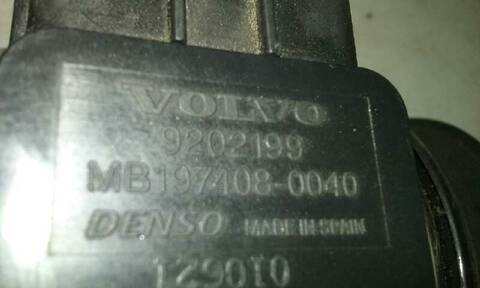 VOLVO
9202199
MB197408-0040
DENSO MADE IN SPAIN
129010